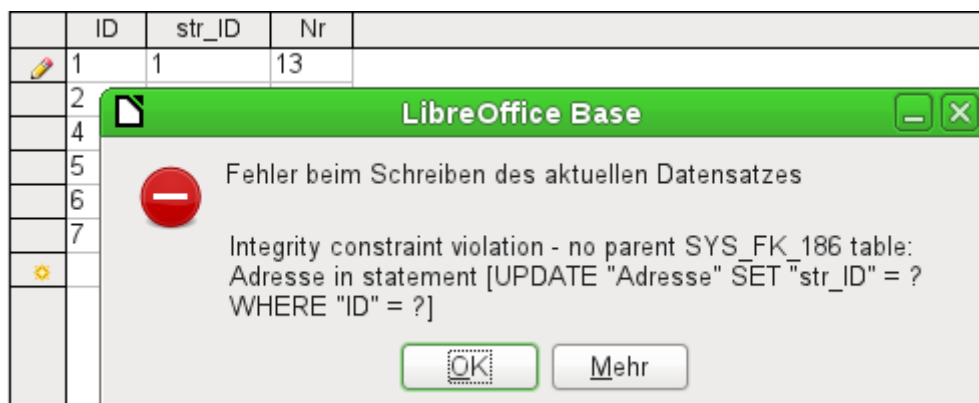 ID str_ID Nr
1 1 13
2
4
5
6
7
LibreOffice Base
Fehler beim Schreiben des aktuellen Datensatzes
Integrity constraint violation - no parent SYS_FK_186 table:
Adresse in statement [UPDATE "Adresse" SET "str_ID" = ?
WHERE "ID" = ?]
OK Mehr